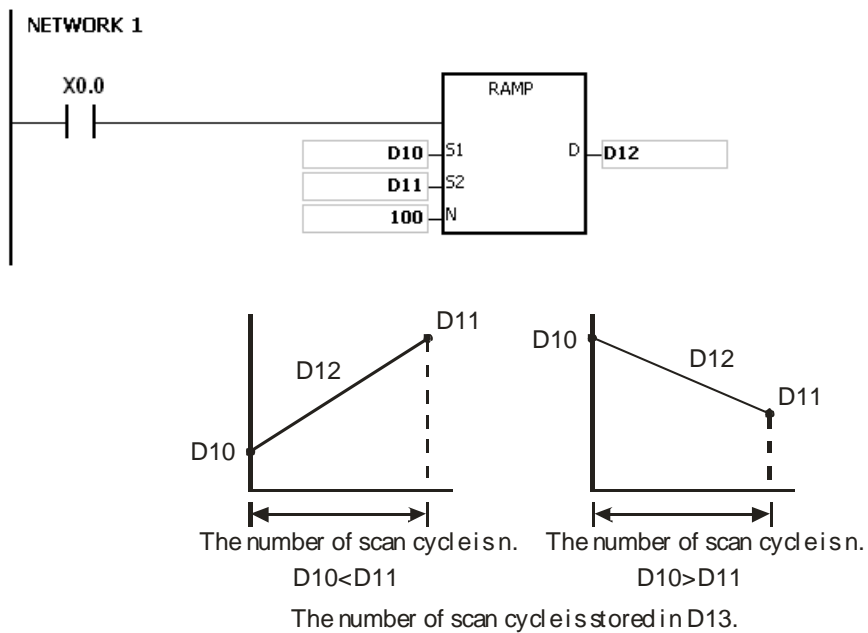 NETWORK 1
X0.0
RAMP
D10 S1 D D12
D11 S2
100 N
D11
D10
D12
D12
D11
D10
The number of scan cycle is n. The number of scan cycle is n.
D10<D11 D10>D11
The number of scan cycle is stored in D13.